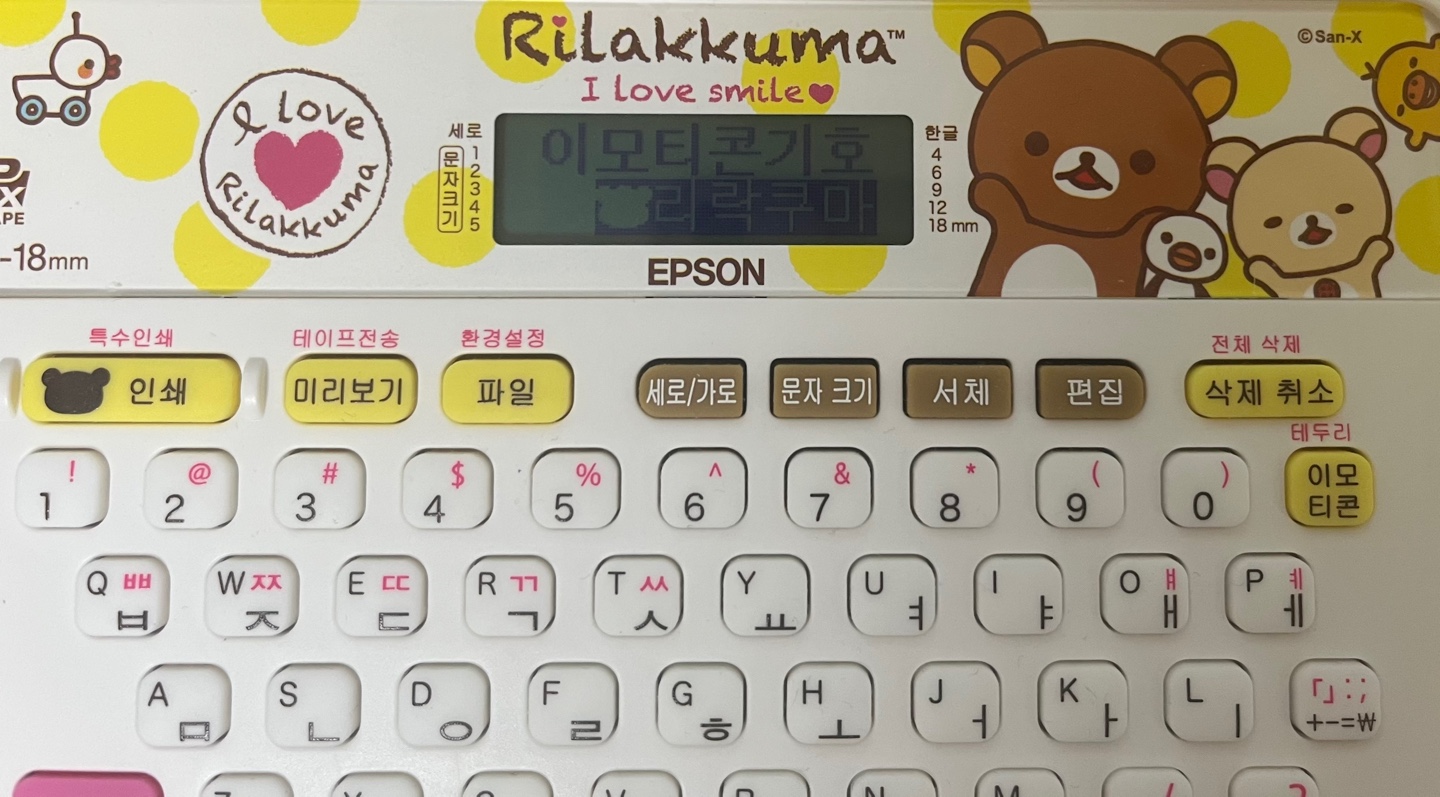 Rilakkuma™
I love smile
©San-X
I love
Rilakkuma
APE
-18mm
세로
문자크기
1
2
3
4
5
이모티콘기호
리락쿠마
한글
4
6
9
12
18 mm
EPSON
특수인쇄 테이프전송 환경설정 전체 삭제
인쇄 미리보기 파일 세로/가로 문자 크기 서체 편집 삭제 취소
테두리
! @ # $ % ^ & * ( )
1 2 3 4 5 6 7 8 9 0 이모
티콘
Q ㅃ W ㅉ E ㄸ R ㄲ T ㅆ Y U I O ㅒ P ㅖ
ㅂ ㅈ ㄷ ㄱ ㅅ ㅛ ㅕ ㅑ ㅐ ㅔ
A S D F G H J K L 「」:;
ㅁ ㄴ ㅇ ㄹ ㅎ ㅗ ㅓ ㅏ ㅣ +-=₩